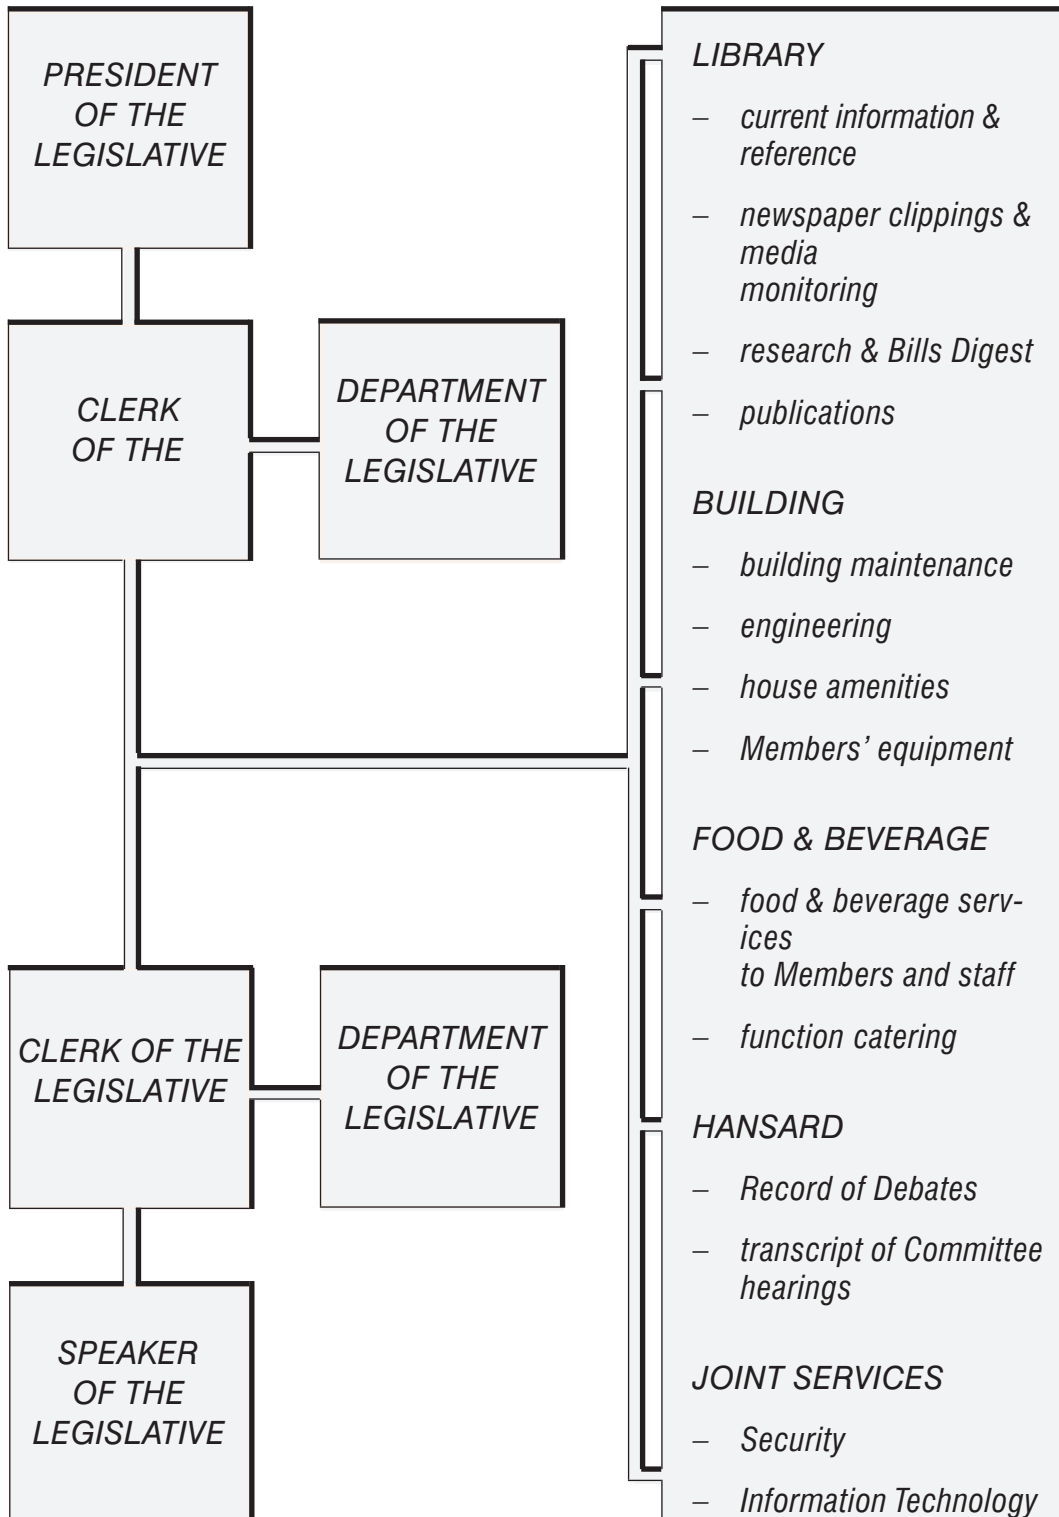 PRESIDENT
OF THE
LEGISLATIVE
CLERK
OF THE
DEPARTMENT
OF THE
LEGISLATIVE
CLERK OF THE
LEGISLATIVE
DEPARTMENT
OF THE
LEGISLATIVE
SPEAKER
OF THE
LEGISLATIVE
LIBRARY
– current information &
reference
– newspaper clippings &
media
monitoring
– research & Bills Digest
– publications
BUILDING
– building maintenance
– engineering
– house amenities
– Members’ equipment
FOOD & BEVERAGE
– food & beverage serv-
ices
to Members and staff
– function catering
HANSARD
– Record of Debates
– transcript of Committee
hearings
JOINT SERVICES
– Security
– Information Technology